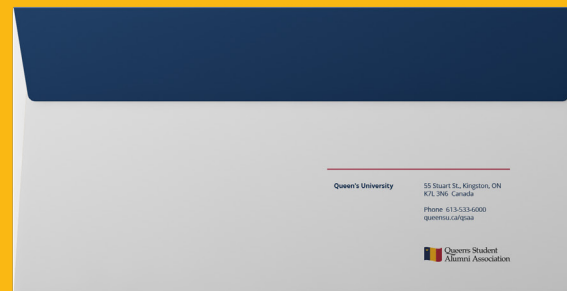 Queen's University
55 Stuart St., Kingston, ON
K7L 3N6 Canada
Phone 613-533-6000
queensu.ca/qsaa
Queens Student
Alumni Association